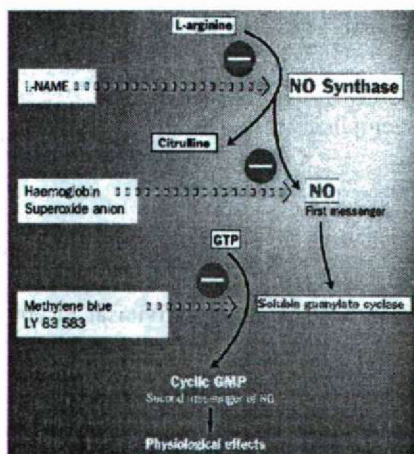 L-arginine
L-NAME
NO Synthase
Citrulline
Haemoglobin
Superoxide anion
NO
First messenger
GTP
Methylene blue
LY 83 583
Soluble guanylate cyclase
Cyclic GMP
Second messenger of NO
Physiological effects